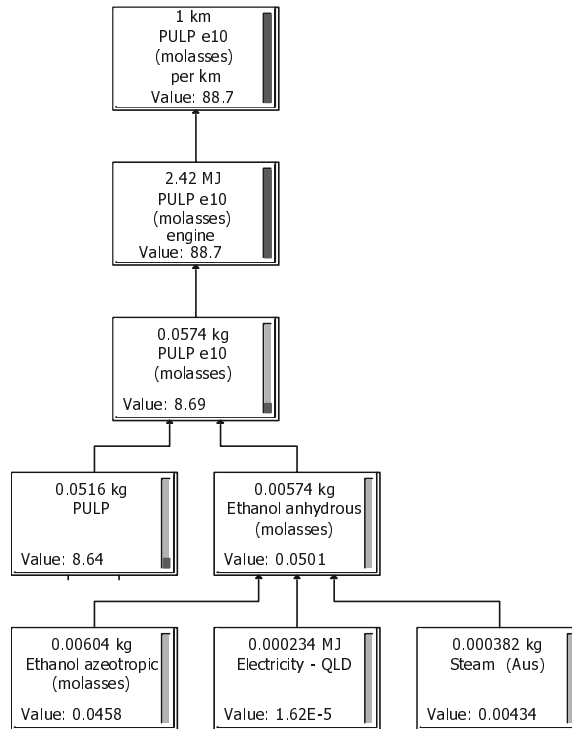 1 km
PULP e10
(molasses)
per km
Value: 88.7
2.42 MJ
PULP e10
(molasses)
engine
Value: 88.7
0.0574 kg
PULP e10
(molasses)
Value: 8.69
0.0516 kg
PULP
Value: 8.64
0.00574 kg
Ethanol anhydrous
(molasses)
Value: 0.0501
0.00604 kg
Ethanol azeotropic
(molasses)
Value: 0.0458
0.000234 MJ
Electricity - QLD
Value: 1.62E-5
0.000382 kg
Steam (Aus)
Value: 0.00434